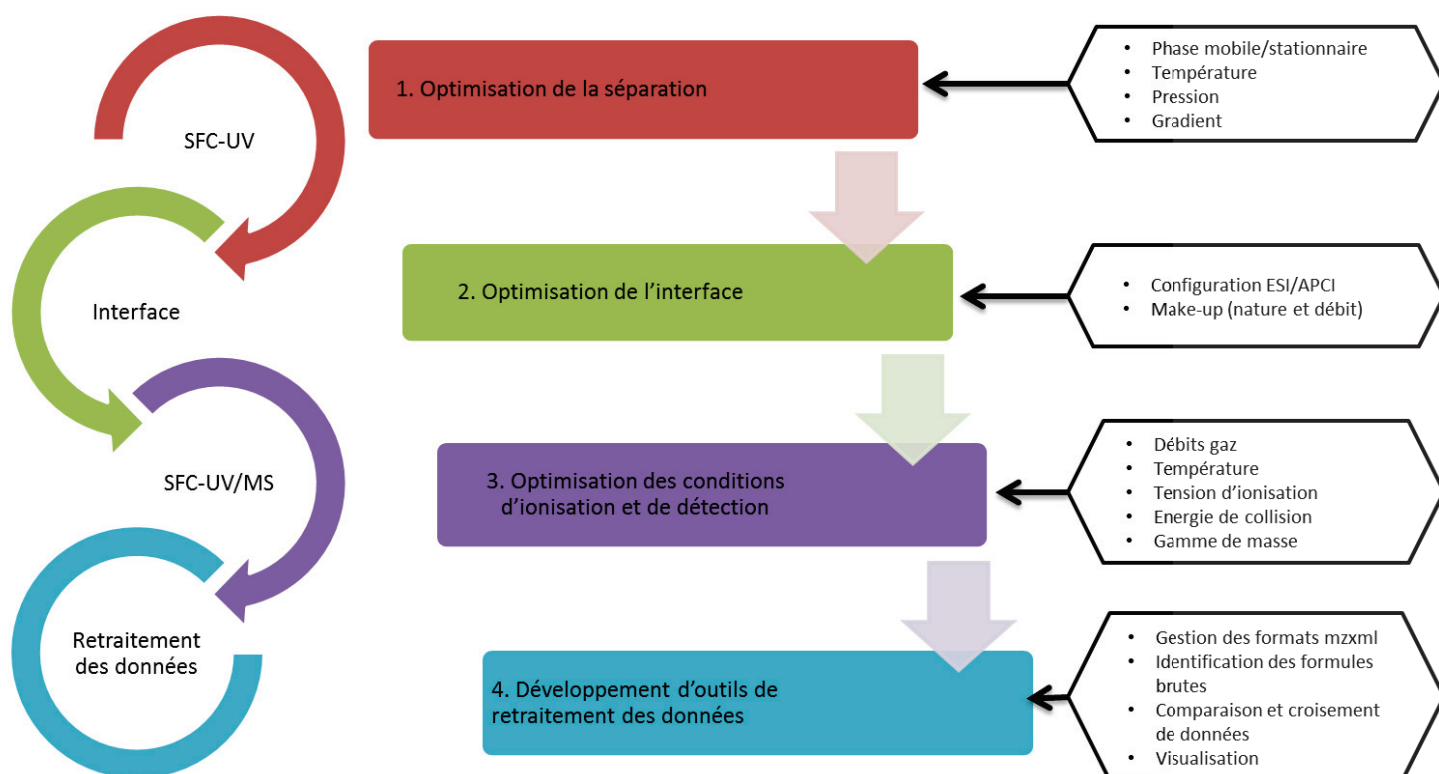 SFC-UV
1. Optimisation de la séparation
• Phase mobile/stationnaire
• Température
• Pression
• Gradient
Interface
2. Optimisation de l’interface
• Configuration ESI/APCI
• Make-up (nature et débit)
SFC-UV/MS
3. Optimisation des conditions
d’ionisation et de détection
• Débits gaz
• Température
• Tension d’ionisation
• Energie de collision
• Gamme de masse
Retraitement
des données
4. Développement d’outils de
retraitement des données
• Gestion des formats mzxml
• Identification des formules
brutes
• Comparaison et croisement
de données
• Visualisation